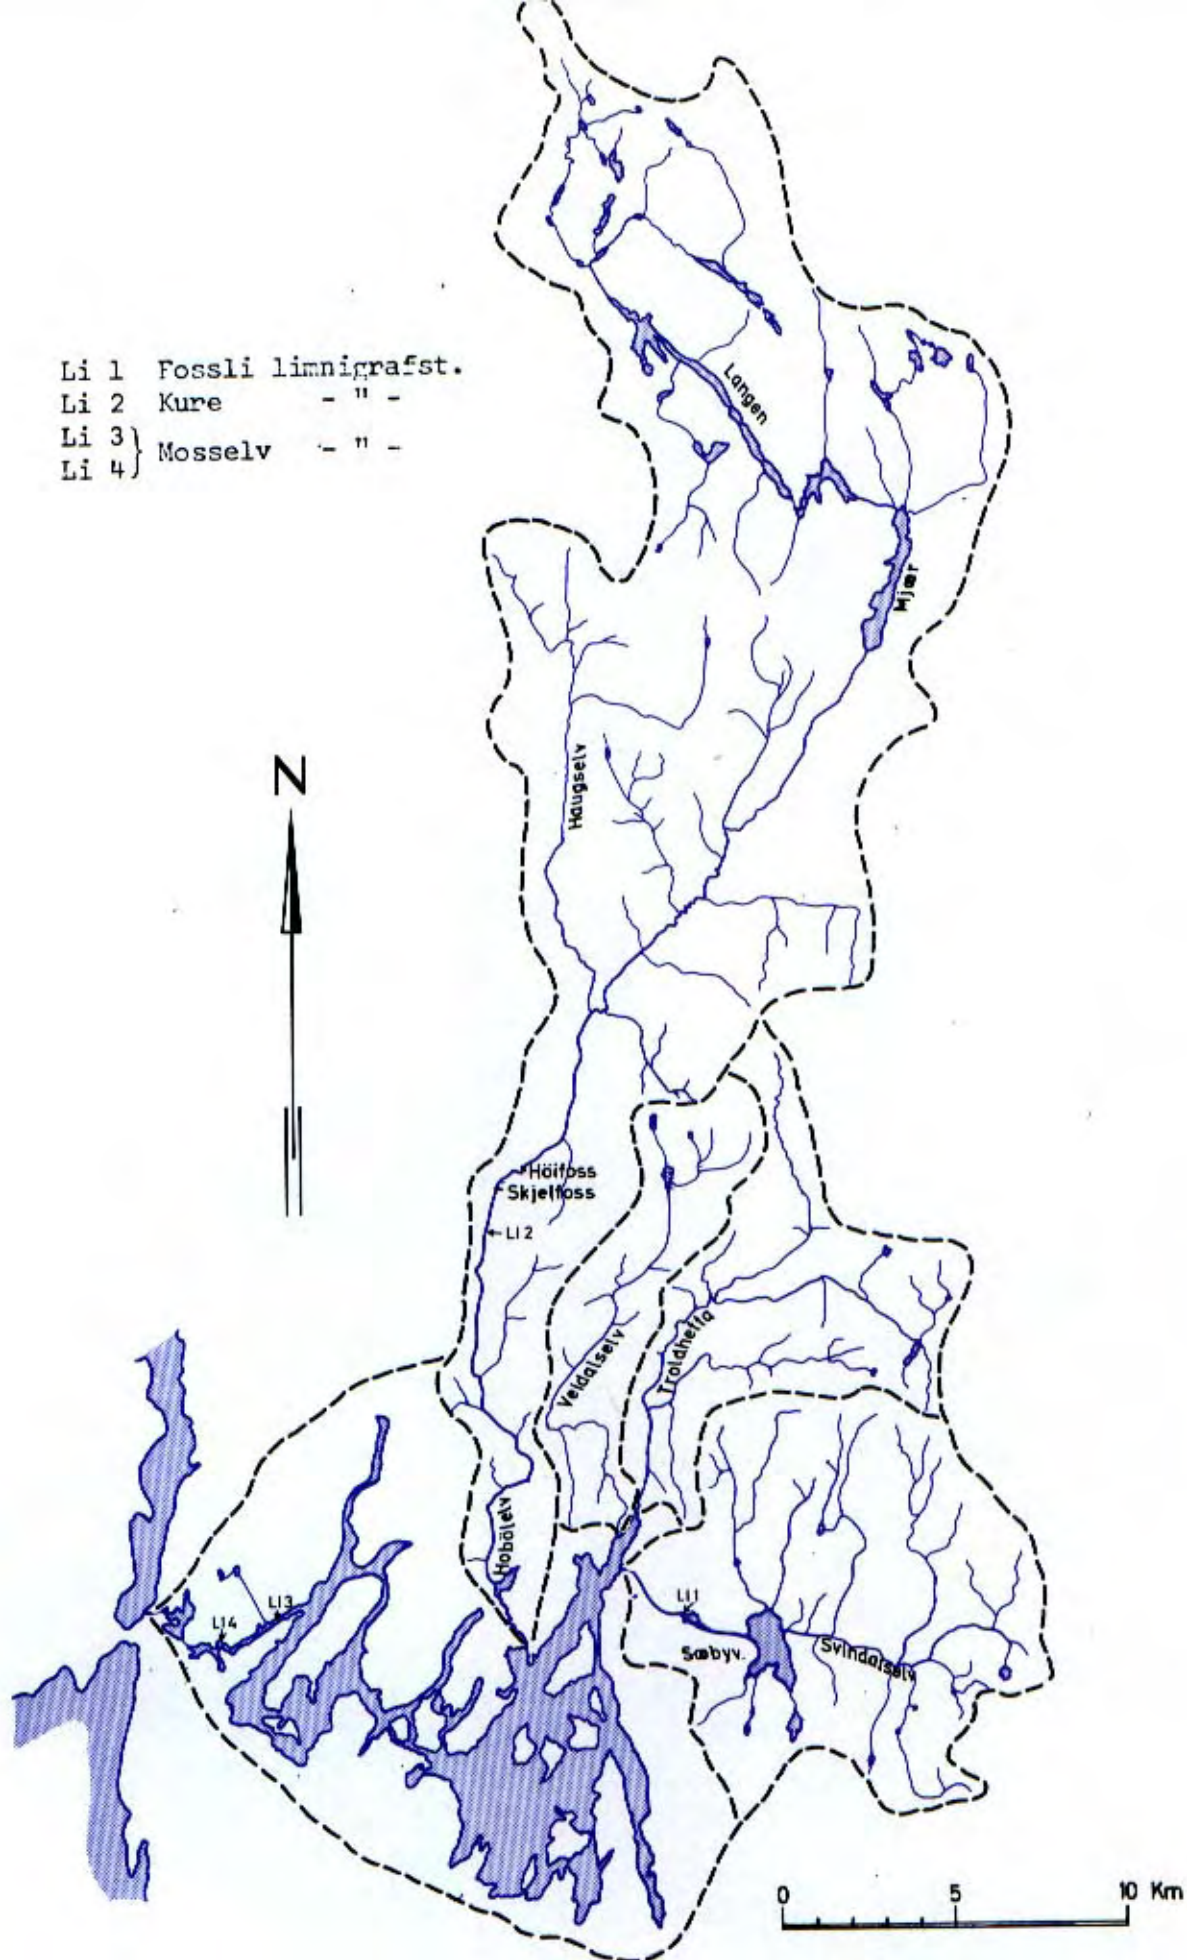 Li 1 Fossli limnigrafst.
Li 2 Kure - " -
Li 3 } Mosselv - " -
Li 4 }
Langen
Mjær
N
Haugselv
Höifoss
Skjelfoss
LI 2
Veidalselv
Troldhetta
Hobölelv
LI 3
LI 4
LI 1
Sæbyv.
Svindalselv
0 5 10 Km